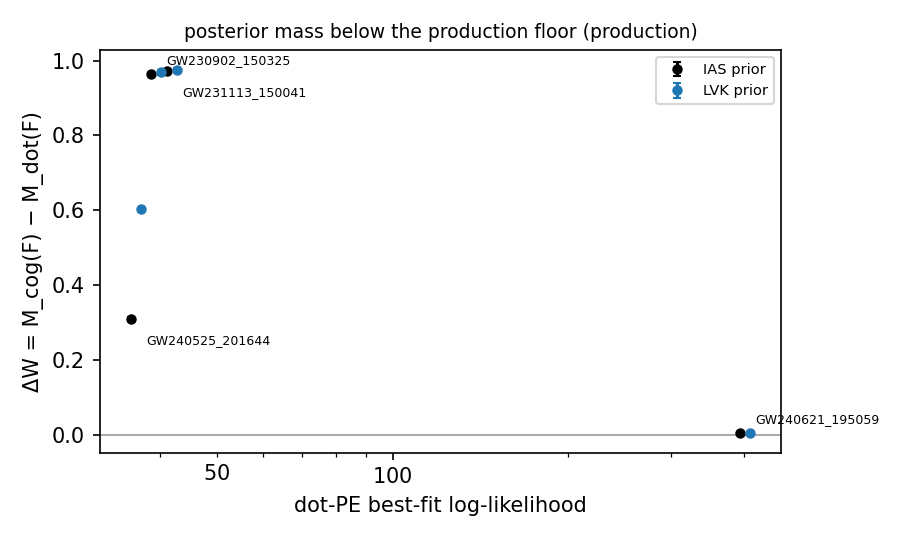 posterior mass below the production floor (production)
ΔW = M_cog(F) − M_dot(F)
1.0
0.8
0.6
0.4
0.2
0.0
GW230902_150325
GW231113_150041
GW240525_201644
GW240621_195059
IAS prior
LVK prior
50
100
dot-PE best-fit log-likelihood